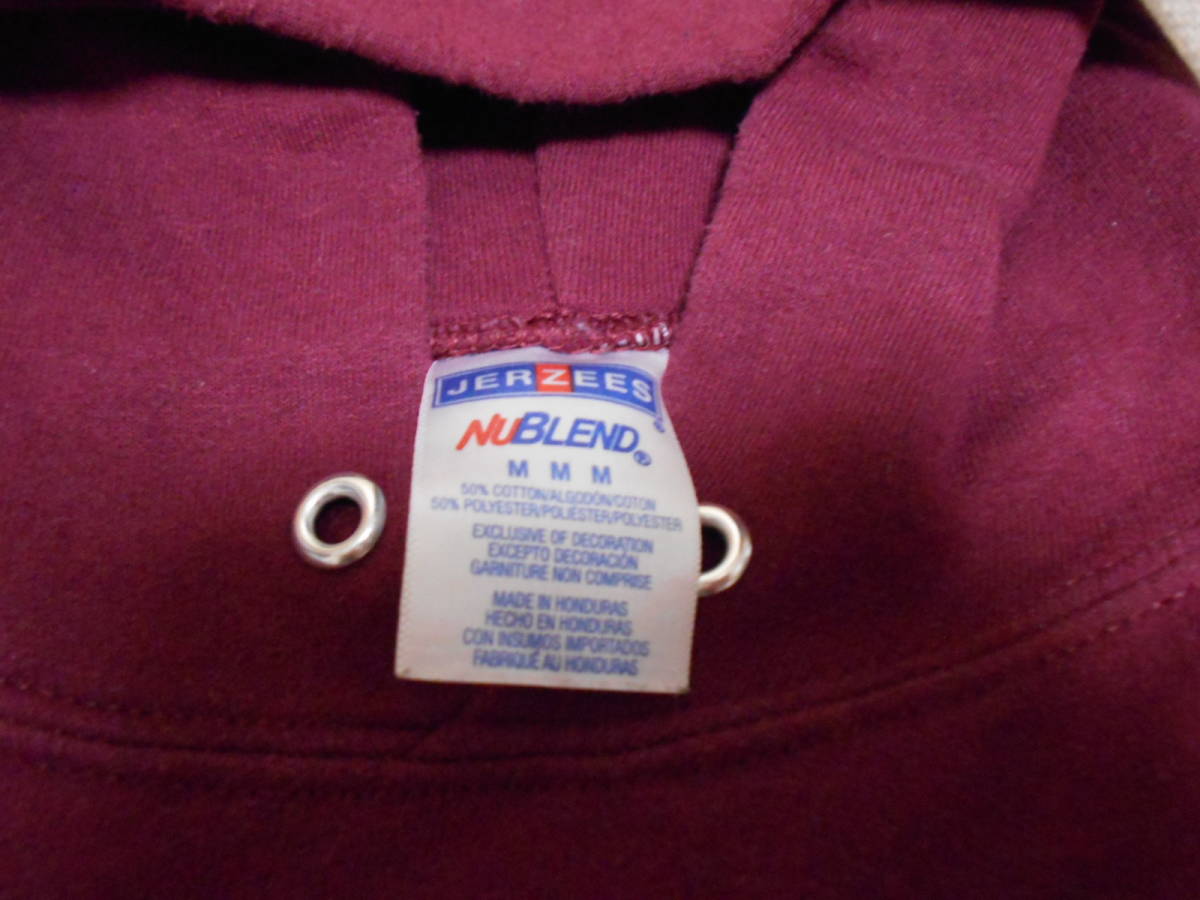 JERZEES®
NUBLEND®
M M M
50% COTTON/ALGODÓN/COTON
50% POLYESTER/POLIÉSTER/POLYESTER
EXCLUSIVE OF DECORATION
EXCEPTO DECORACIÓN
GARNITURE NON COMPRISE
MADE IN HONDURAS
HECHO EN HONDURAS
CON INSUMOS IMPORTADOS
FABRIQUÉ AU HONDURAS